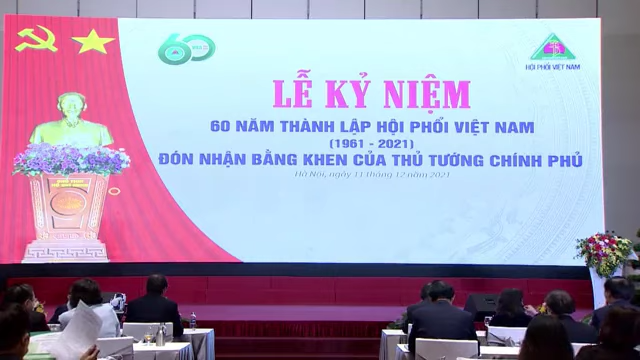 60
HỘI PHỔI VIỆT NAM
LỄ KỶ NIỆM
60 NĂM THÀNH LẬP HỘI PHỔI VIỆT NAM
(1961 - 2021)
ĐÓN NHẬN BẰNG KHEN CỦA THỦ TƯỚNG CHÍNH PHỦ
Hà Nội, ngày 11 tháng 12 năm 2021